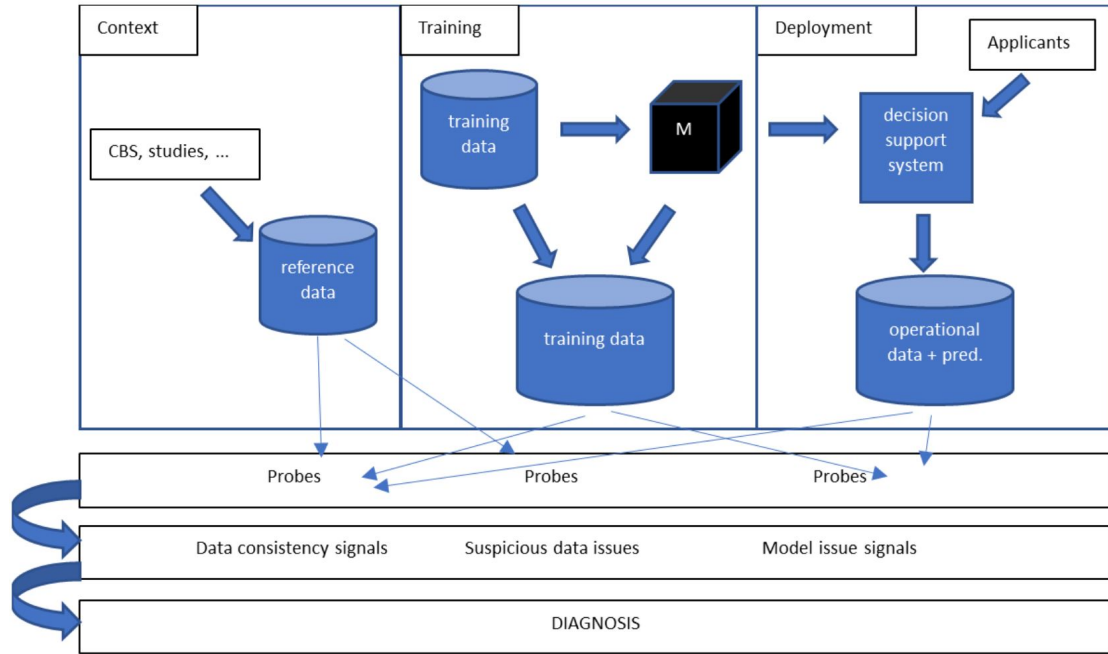 Context
Training
Deployment
Applicants
training
data
M
decision
support
system
CBS, studies, ...
reference
data
training data
operational
data + pred.
Probes
Probes
Probes
Data consistency signals
Suspicious data issues
Model issue signals
DIAGNOSIS